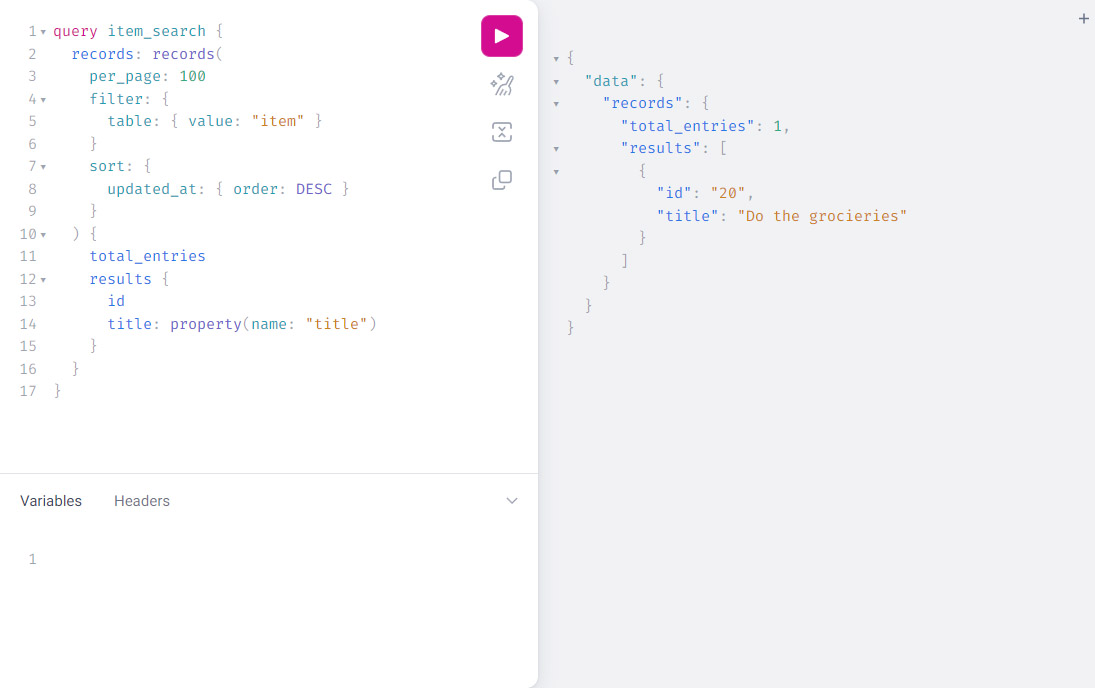 1 query item_search {
2 records: records(
3 per_page: 100
4 filter: {
5 table: { value: "item" }
6 }
7 sort: {
8 updated_at: { order: DESC }
9 }
10 ) {
11 total_entries
12 results {
13 id
14 title: property(name: "title")
15 }
16 }
17 }
Variables Headers
1
{
"data": {
"records": {
"total_entries": 1,
"results": [
{
"id": "20",
"title": "Do the grocieries"
}
]
}
}
}